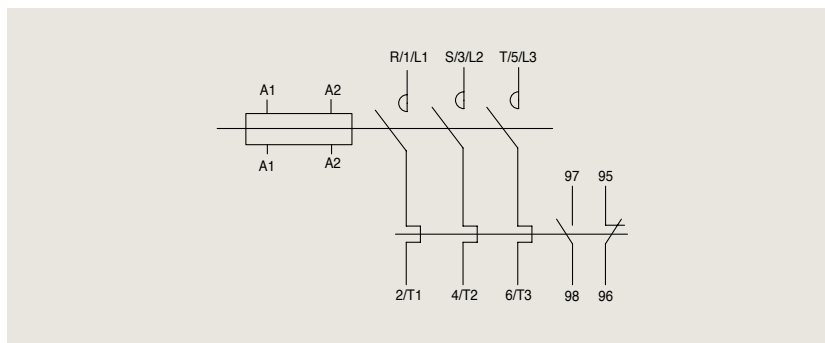 R/1/L1 S/3/L2 T/5/L3
A1 A2
A1 A2
97 95
2/T1 4/T2 6/T3 98 96